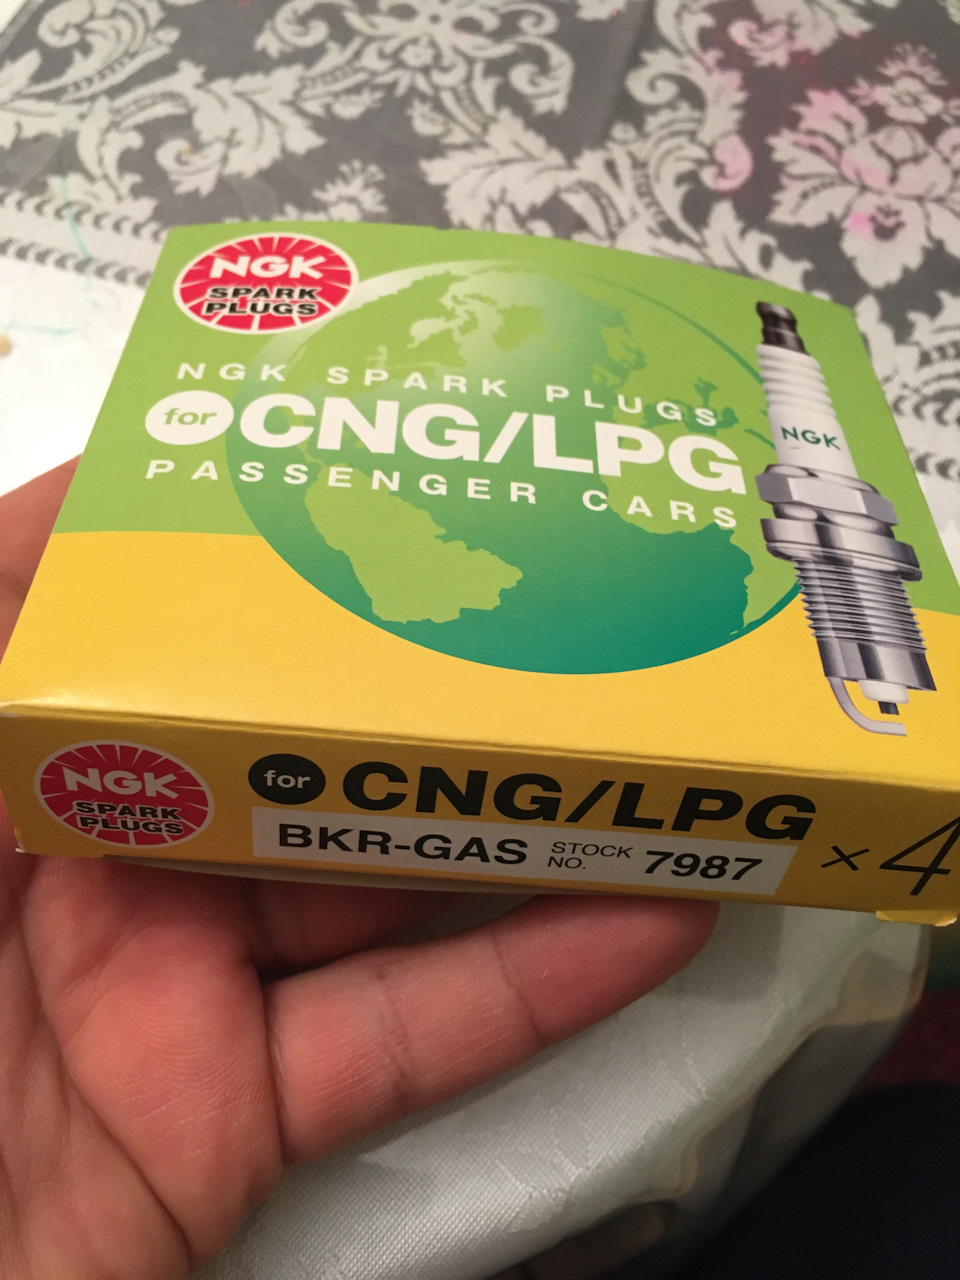 NGK
SPARK
PLUGS
NGK SPARK PLUGS
for CNG/LPG
PASSENGER CARS
NGK
NGK
SPARK
PLUGS
for CNG/LPG
BKR-GAS STOCK NO. 7987 ×4